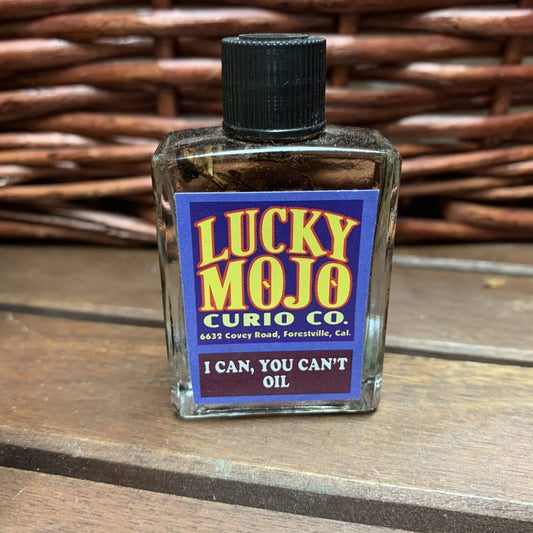 LUCKY
MOJO
CURIO CO.
6632 Covey Road, Forestville, Cal.
I CAN, YOU CAN'T
OIL